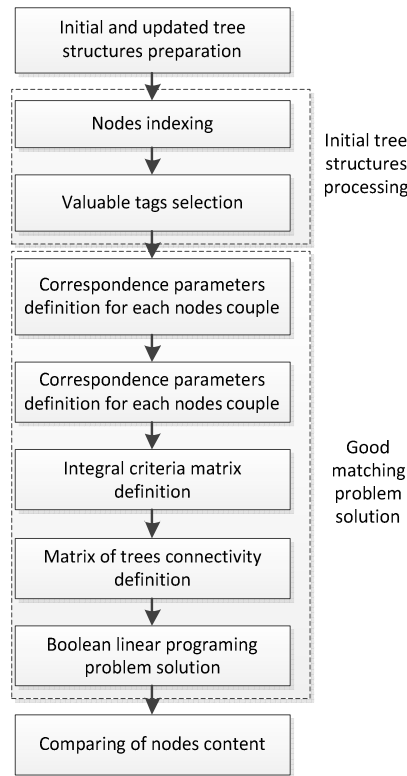 Initial and updated tree
structures preparation
Nodes indexing
Valuable tags selection
Initial tree
structures
processing
Correspondence parameters
definition for each nodes couple
Correspondence parameters
definition for each nodes couple
Integral criteria matrix
definition
Matrix of trees connectivity
definition
Boolean linear programing
problem solution
Good
matching
problem
solution
Comparing of nodes content